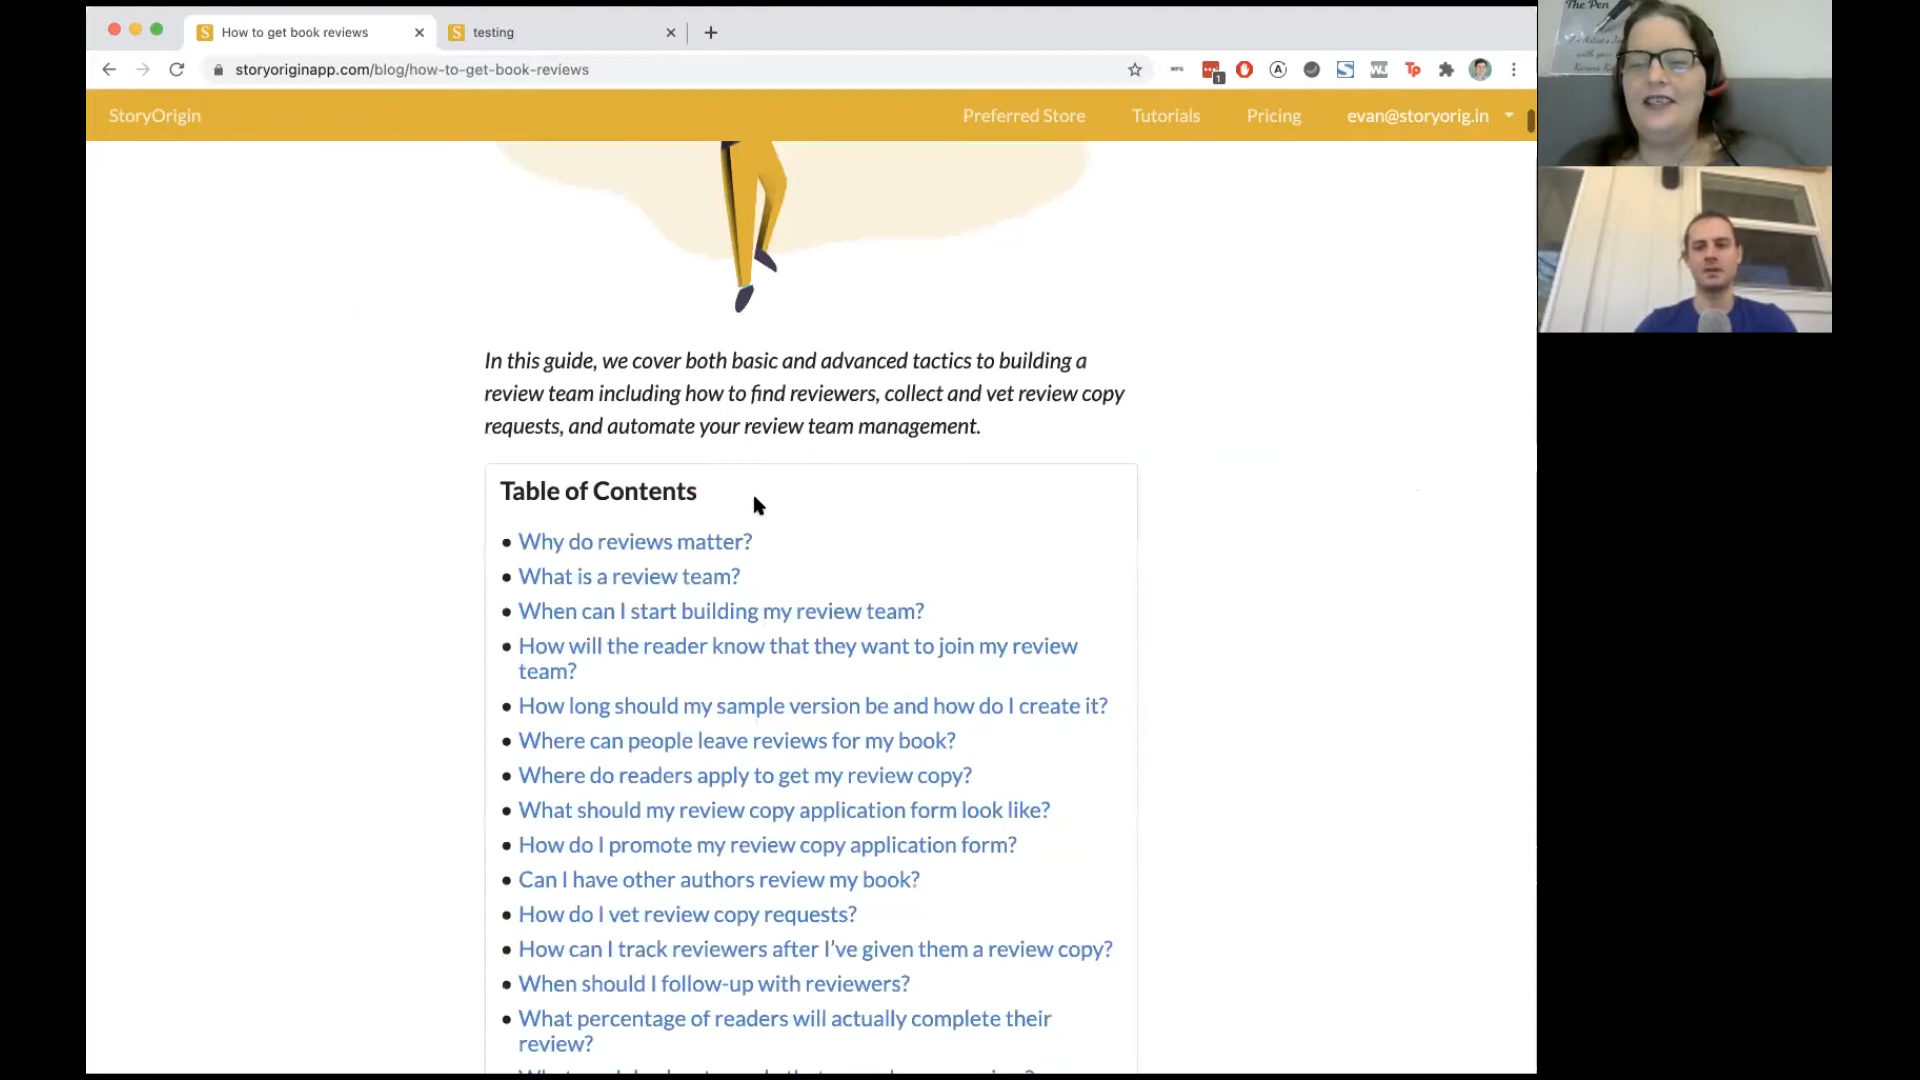 How to get book reviews
testing
storyoriginapp.com/blog/how-to-get-book-reviews
StoryOrigin
Preferred Store
Tutorials
Pricing
evan@storyorig.in
The Pen
In this guide, we cover both basic and advanced tactics to building a
review team including how to find reviewers, collect and vet review copy
requests, and automate your review team management.
Table of Contents
Why do reviews matter?
What is a review team?
When can I start building my review team?
How will the reader know that they want to join my review
team?
How long should my sample version be and how do I create it?
Where can people leave reviews for my book?
Where do readers apply to get my review copy?
What should my review copy application form look like?
How do I promote my review copy application form?
Can I have other authors review my book?
How do I vet review copy requests?
How can I track reviewers after I've given them a review copy?
When should I follow-up with reviewers?
What percentage of readers will actually complete their
review?